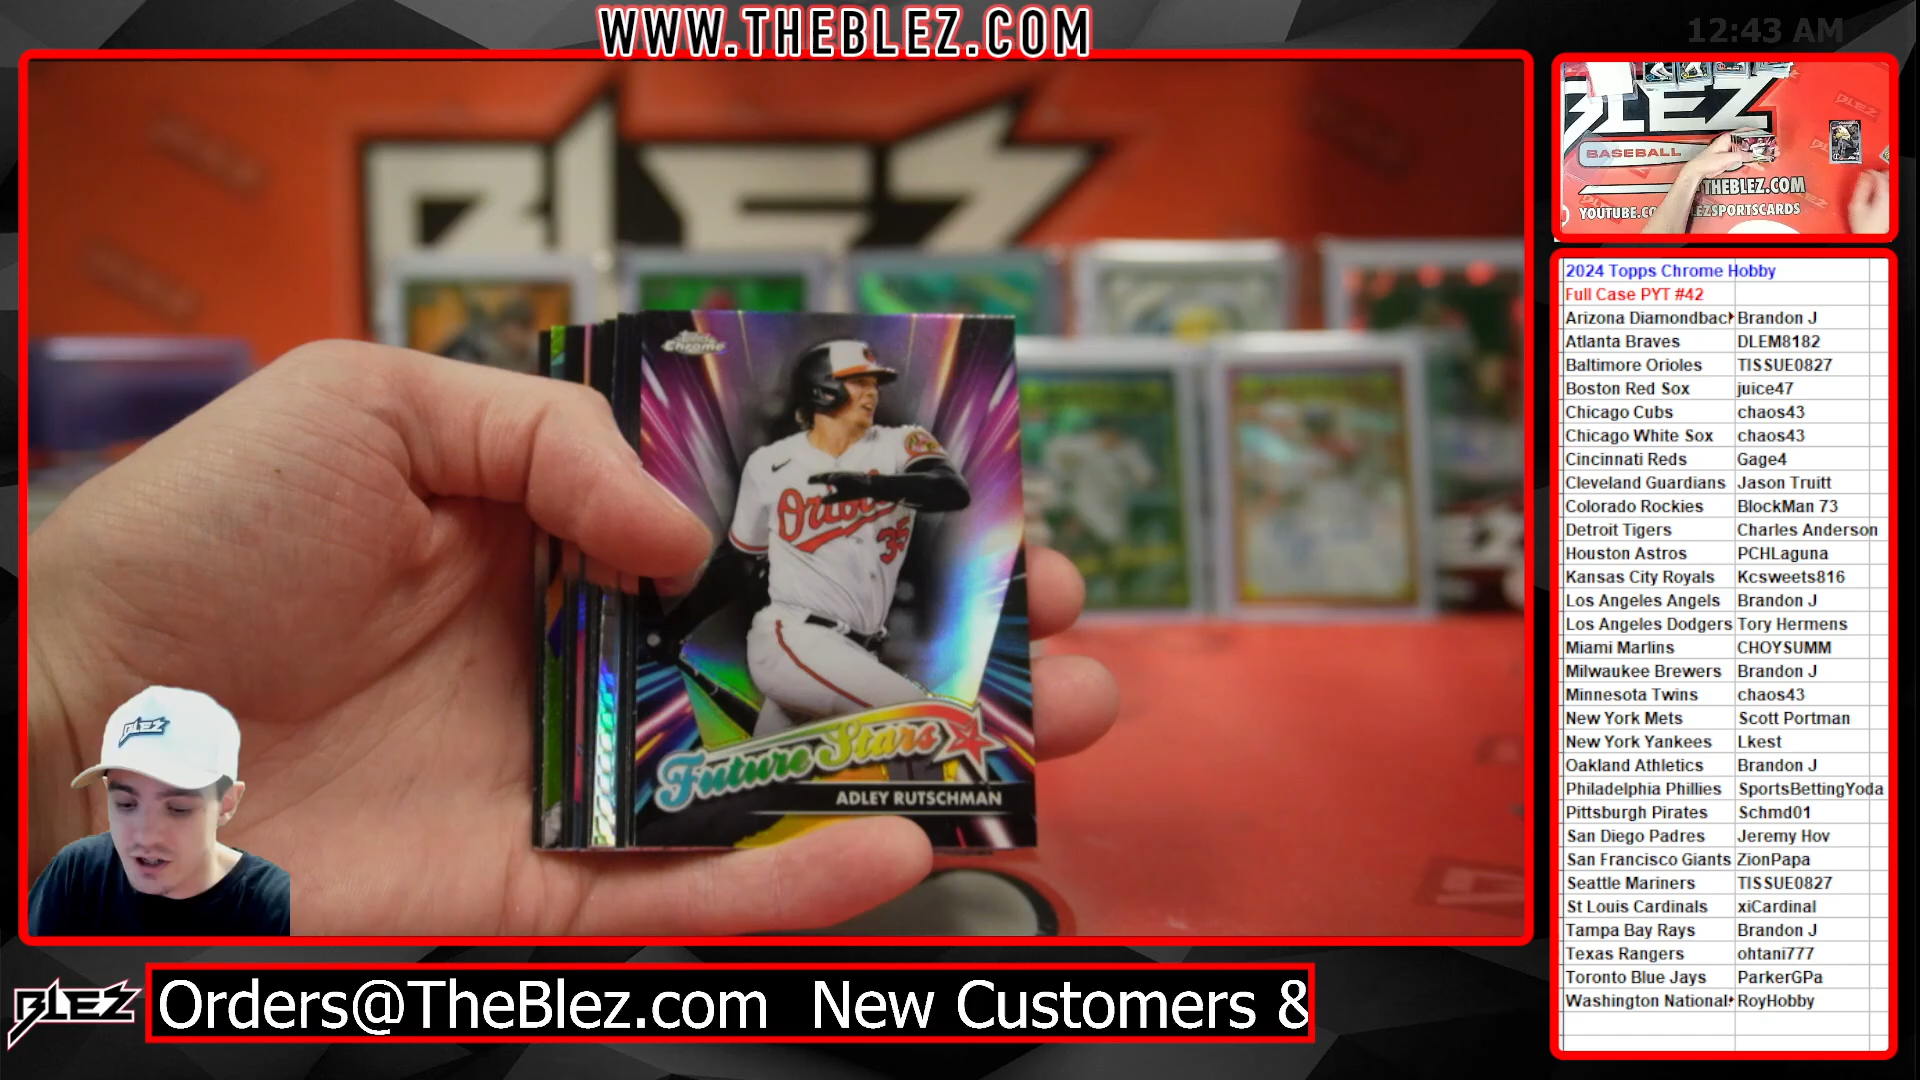 WWW.THEBLEZ.COM
12:43 AM
BLEZ
BLEZ
BASEBALL
THEBLEZ.COM
Topps Chrome
Orioles
35
Future Stars
ADLEY RUTSCHMAN
BLEZ
2024 Topps Chrome Hobby
Full Case PYT #42
Arizona Diamondbac Brandon J
Atlanta Braves DLEM8182
Baltimore Orioles TISSUE0827
Boston Red Sox juice47
Chicago Cubs chaos43
Chicago White Sox chaos43
Cincinnati Reds Gage4
Cleveland Guardians Jason Truitt
Colorado Rockies BlockMan 73
Detroit Tigers Charles Anderson
Houston Astros PCHLaguna
Kansas City Royals Kcsweets816
Los Angeles Angels Brandon J
Los Angeles Dodgers Tory Hermens
Miami Marlins CHOYSUMM
Milwaukee Brewers Brandon J
Minnesota Twins chaos43
New York Mets Scott Portman
New York Yankees Lkest
Oakland Athletics Brandon J
Philadelphia Phillies SportsBettingYoda
Pittsburgh Pirates Schmd01
San Diego Padres Jeremy Hov
San Francisco Giants ZionPapa
Seattle Mariners TISSUE0827
St Louis Cardinals xiCardinal
Tampa Bay Rays Brandon J
Texas Rangers ohtani777
Toronto Blue Jays ParkerGPa
Washington National RoyHobby
BLEZ
Orders@TheBlez.com New Customers &